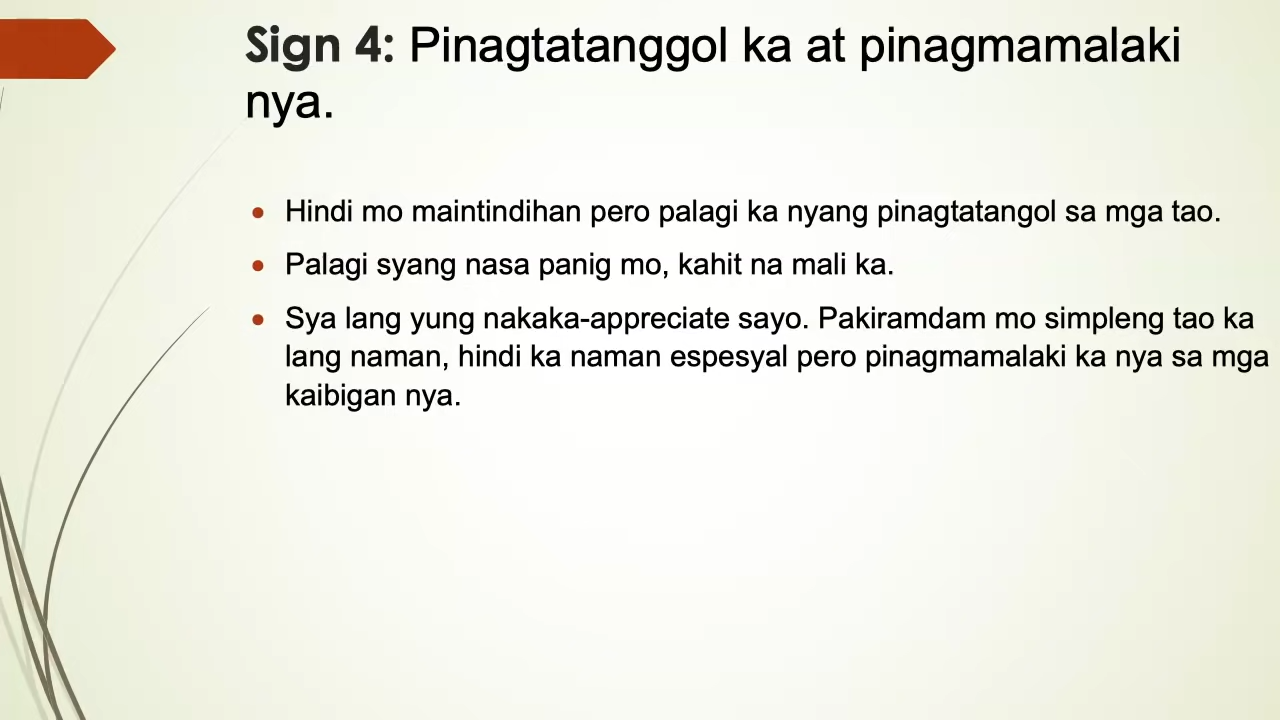 Sign 4: Pinagtatanggol ka at pinagmamalaki
nya.
• Hindi mo maintindihan pero palagi ka nyang pinagtatangol sa mga tao.
• Palagi syang nasa panig mo, kahit na mali ka.
• Sya lang yung nakaka-appreciate sayo. Pakiramdam mo simpleng tao ka
lang naman, hindi ka naman espesyal pero pinagmamalaki ka nya sa mga
kaibigan nya.